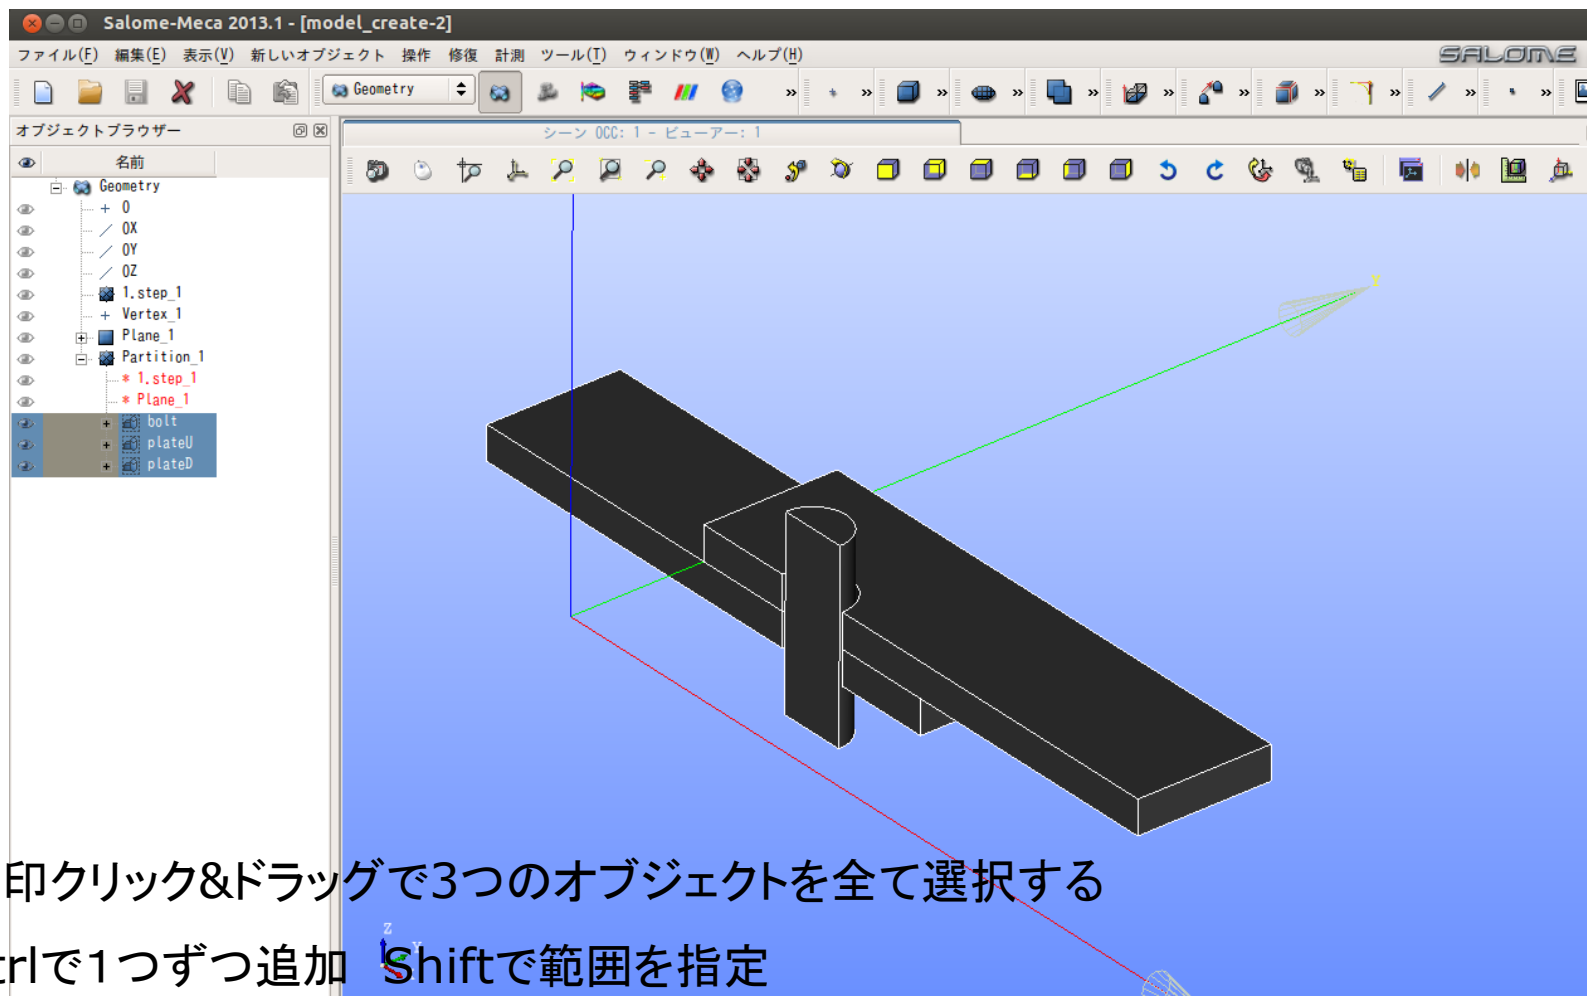 Salome-Meca 2013.1 - [model_create-2]
ファイル(F) 編集(E) 表示(V) 新しいオブジェクト 操作 修復 計測 ツール(T) ウィンドウ(W) ヘルプ(H)
SALOME
Geometry
オブジェクトブラウザー
シーン OCC: 1 - ビューアー: 1
名前
Geometry
O
OX
OY
OZ
1.step_1
Vertex_1
Plane_1
Partition_1
* 1.step_1
* Plane_1
bolt
plateU
plateD
Y
印クリック&ドラッグで3つのオブジェクトを全て選択する
Z
Y
trlで1つずつ追加 Shiftで範囲を指定